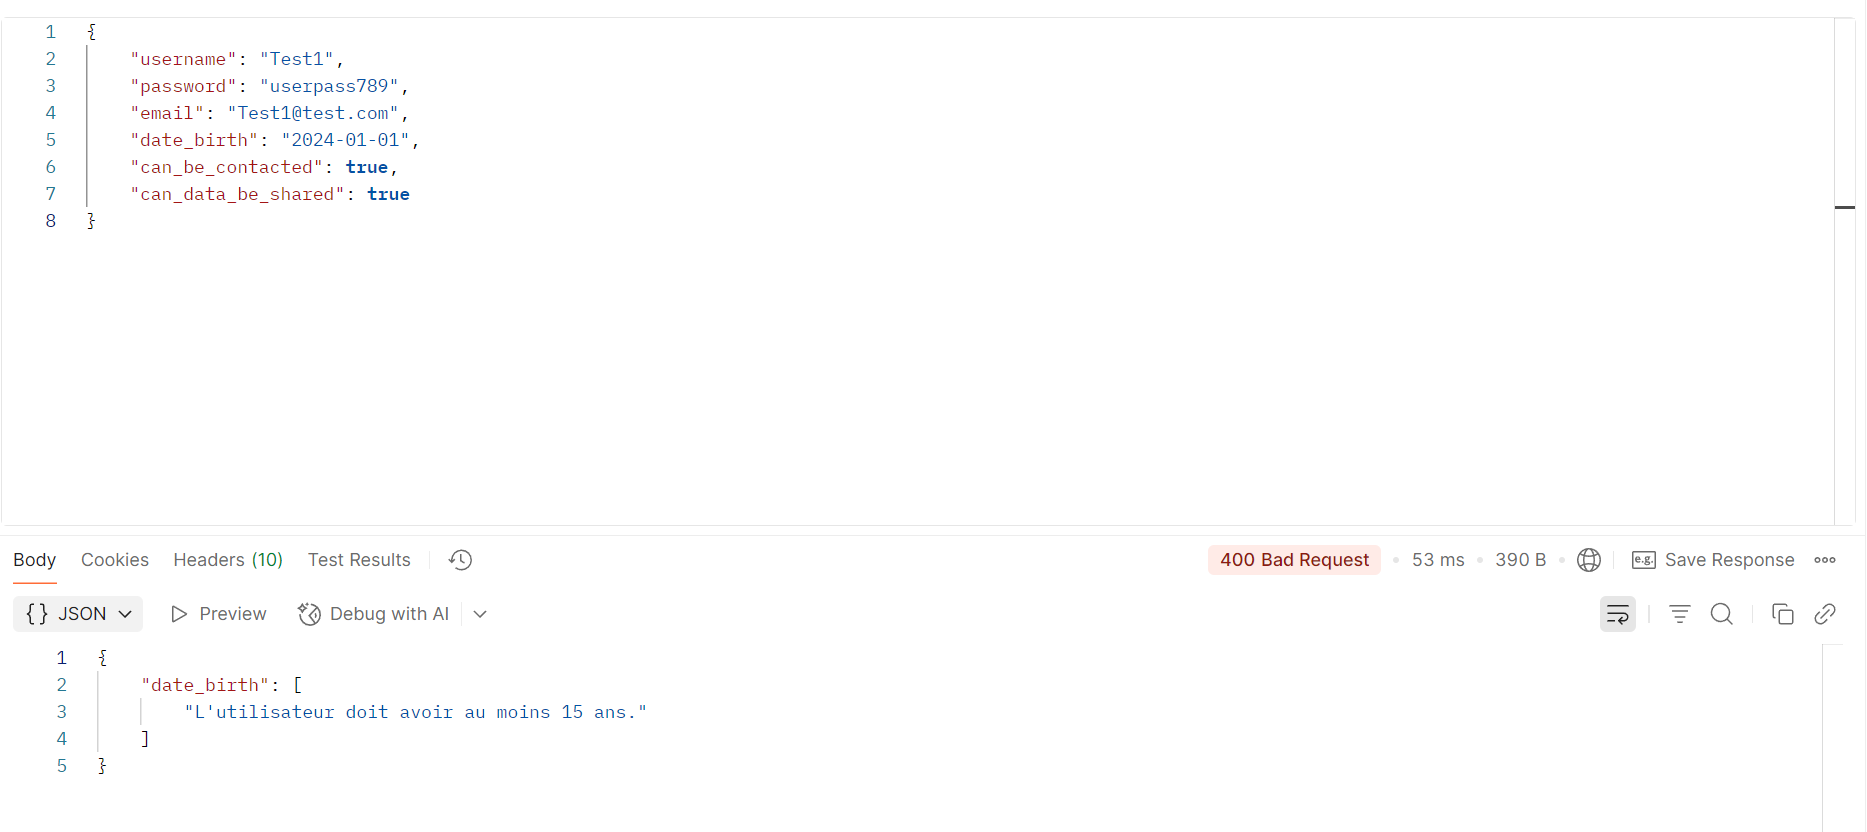 1 {
2 "username": "Test1",
3 "password": "userpass789",
4 "email": "Test1@test.com",
5 "date_birth": "2024-01-01",
6 "can_be_contacted": true,
7 "can_data_be_shared": true
8 }
Body Cookies Headers (10) Test Results 400 Bad Request • 53 ms • 390 B • e.g. Save Response
{} JSON Preview Debug with AI
1 {
2 "date_birth": [
3 "L'utilisateur doit avoir au moins 15 ans."
4 ]
5 }